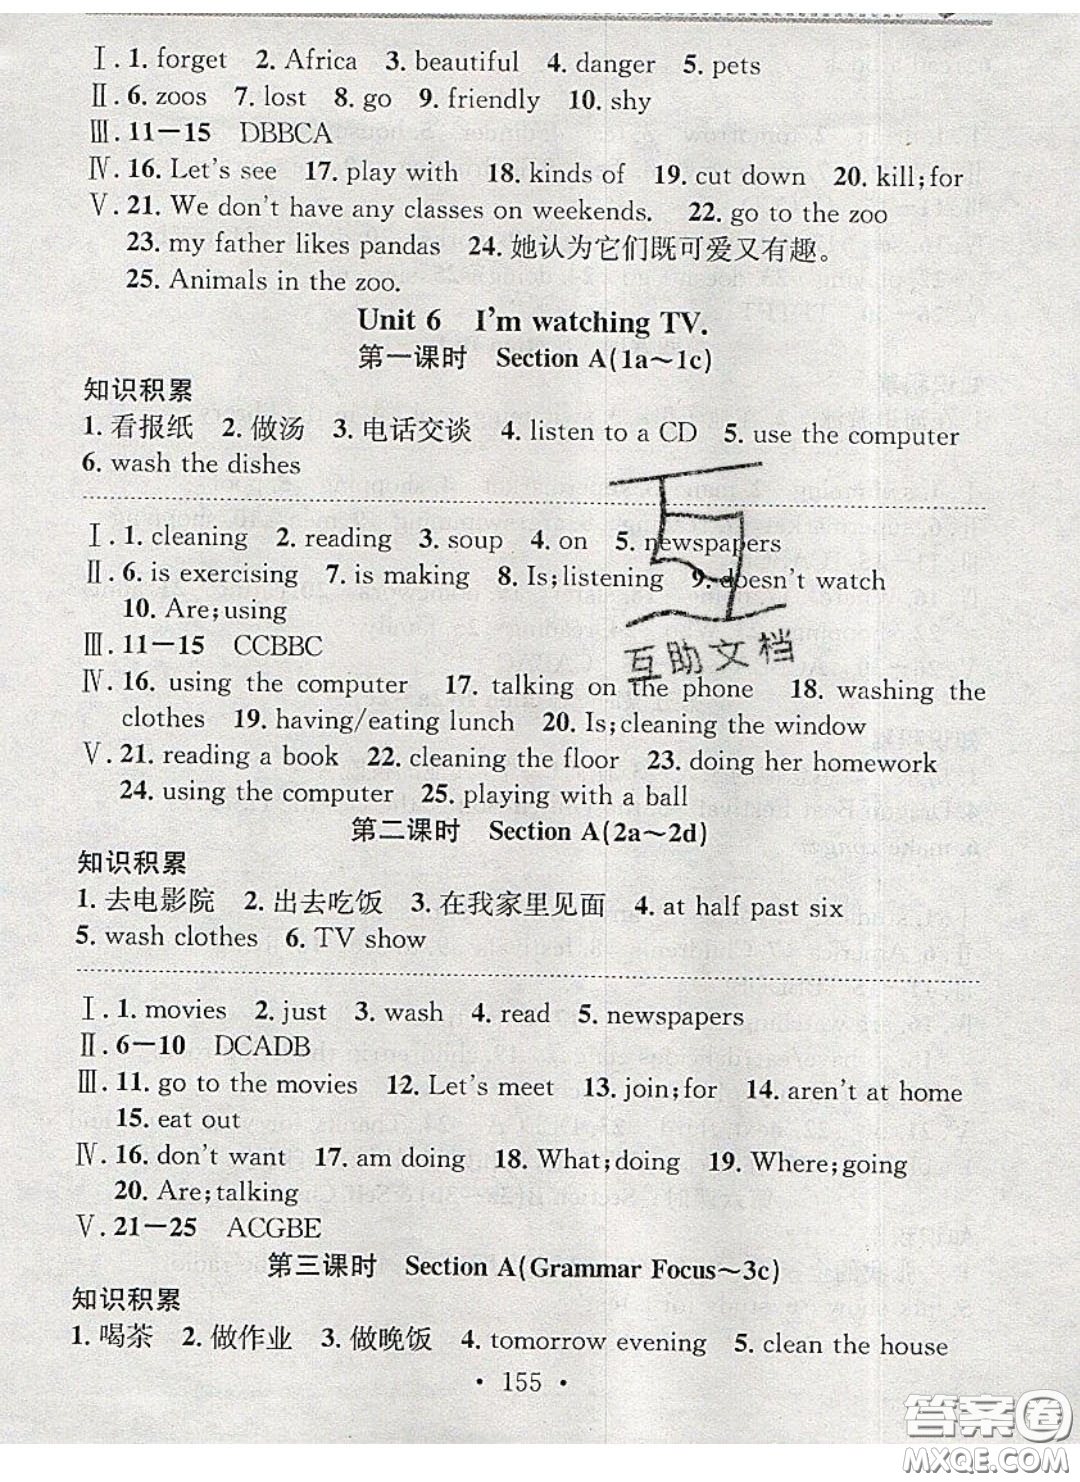 Ⅰ. 1. forget 2. Africa 3. beautiful 4. danger 5. pets
Ⅱ. 6. zoos 7. lost 8. go 9. friendly 10. shy
Ⅲ. 11—15 DBBCA
Ⅳ. 16. Let's see 17. play with 18. kinds of 19. cut down 20. kill;for
Ⅴ. 21. We don't have any classes on weekends. 22. go to the zoo
23. my father likes pandas 24. 她认为它们既可爱又有趣。
25. Animals in the zoo.
Unit 6 I'm watching TV.
第一课时 Section A(1a～1c)
知识积累
1. 看报纸 2. 做汤 3. 电话交谈 4. listen to a CD 5. use the computer
6. wash the dishes
Ⅰ. 1. cleaning 2. reading 3. soup 4. on 5. newspapers
Ⅱ. 6. is exercising 7. is making 8. Is;listening 9. doesn't watch
10. Are;using
Ⅲ. 11—15 CCBBC
互助文档
Ⅳ. 16. using the computer 17. talking on the phone 18. washing the
clothes 19. having/eating lunch 20. Is;cleaning the window
Ⅴ. 21. reading a book 22. cleaning the floor 23. doing her homework
24. using the computer 25. playing with a ball
第二课时 Section A(2a～2d)
知识积累
1. 去电影院 2. 出去吃饭 3. 在我家里见面 4. at half past six
5. wash clothes 6. TV show
Ⅰ. 1. movies 2. just 3. wash 4. read 5. newspapers
Ⅱ. 6—10 DCADB
Ⅲ. 11. go to the movies 12. Let's meet 13. join;for 14. aren't at home
15. eat out
Ⅳ. 16. don't want 17. am doing 18. What;doing 19. Where;going
20. Are;talking
Ⅴ. 21—25 ACGBE
第三课时 Section A(Grammar Focus～3c)
知识积累
1. 喝茶 2. 做作业 3. 做晚饭 4. tomorrow evening 5. clean the house
• 155 •
答案圈
MXQE.COM